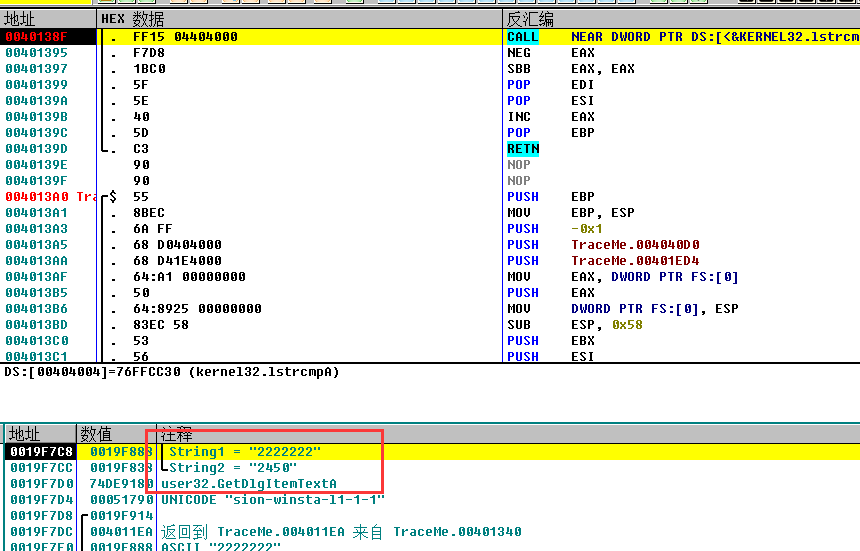 地址 HEX 数据 反汇编
0040138F . FF15 04404000 CALL NEAR DWORD PTR DS:[<&KERNEL32.lstrcm
00401395 . F7D8 NEG EAX
00401397 . 1BC0 SBB EAX, EAX
00401399 . 5F POP EDI
0040139A . 5E POP ESI
0040139B . 40 INC EAX
0040139C . 5D POP EBP
0040139D . C3 RETN
0040139E 90 NOP
0040139F 90 NOP
004013A0 Tra $ 55 PUSH EBP
004013A1 . 8BEC MOV EBP, ESP
004013A3 . 6A FF PUSH -0x1
004013A5 . 68 D0404000 PUSH TraceMe.004040D0
004013AA . 68 D41E4000 PUSH TraceMe.00401ED4
004013AF . 64:A1 00000000 MOV EAX, DWORD PTR FS:[0]
004013B5 . 50 PUSH EAX
004013B6 . 64:8925 00000000 MOV DWORD PTR FS:[0], ESP
004013BD . 83EC 58 SUB ESP, 0x58
004013C0 . 53 PUSH EBX
004013C1 . 56 PUSH ESI
DS:[00404004]=76FFCC30 (kernel32.lstrcmpA)
地址 数值 注释
0019F7C8 0019F888 String1 = "2222222"
0019F7CC 0019F838 String2 = "2450"
0019F7D0 74DE9180 user32.GetDlgItemTextA
0019F7D4 00051790 UNICODE "sion-winsta-l1-1-1"
0019F7D8 0019F914
0019F7DC 004011EA 返回到 TraceMe.004011EA 来自 TraceMe.00401340
0019F7E0 0019F888 ASCII "2222222"